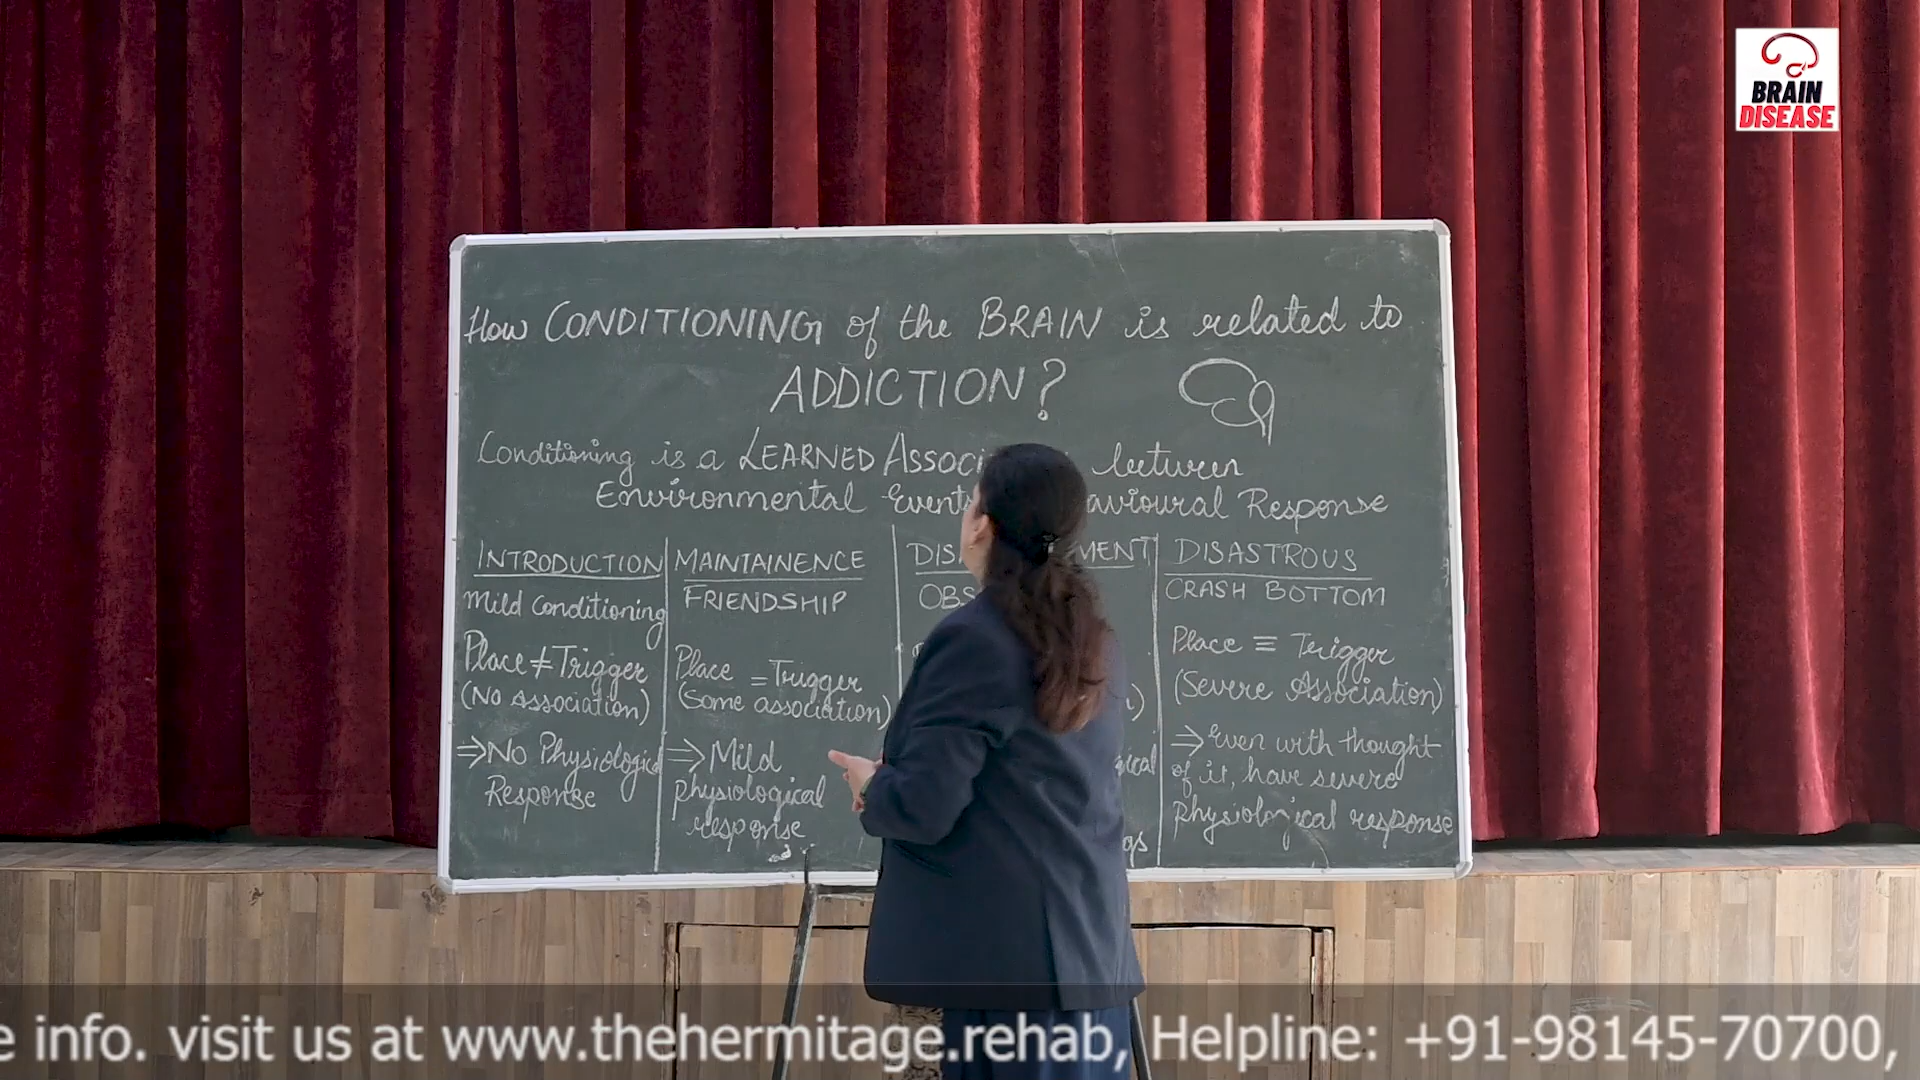 BRAIN
DISEASE
How CONDITIONING of the BRAIN is related to
ADDICTION?
Conditioning is a LEARNED between
Environmental Events Response
INTRODUCTION
Mild Conditioning
Place ≠ Trigger
(No Association)
⇒ No Physiological
Response
MAINTAINENCE
FRIENDSHIP
Place = Trigger
(Some association)
⇒ Mild
physiological
response
DISASTROUS
CRASH BOTTOM
Place ≡ Trigger
(Severe Association)
⇒ Even with thought
of it, have severe
physiological response
info. visit us at www.thehermitage.rehab, Helpline: +91-98145-70700,